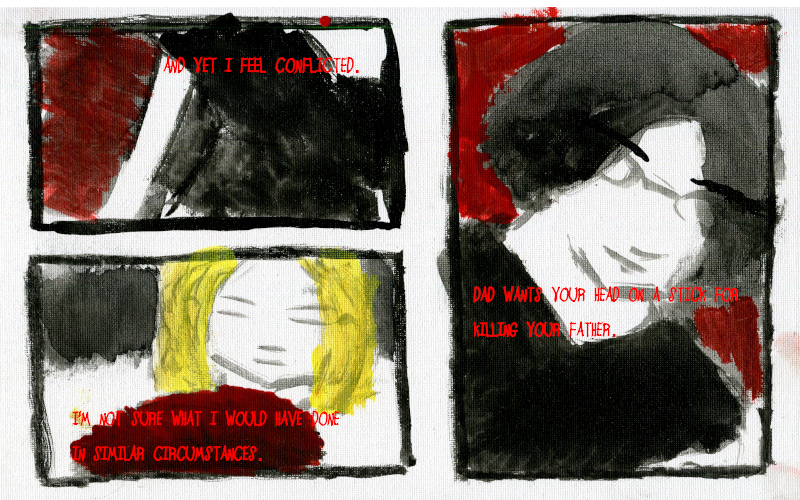 AND YET I FEEL CONFLICTED.
I'M NOT SURE WHAT I WOULD HAVE DONE
IN SIMILAR CIRCUMSTANCES.
DAD WANTS YOUR HEAD ON A STICK FOR
KILLING YOUR FATHER.